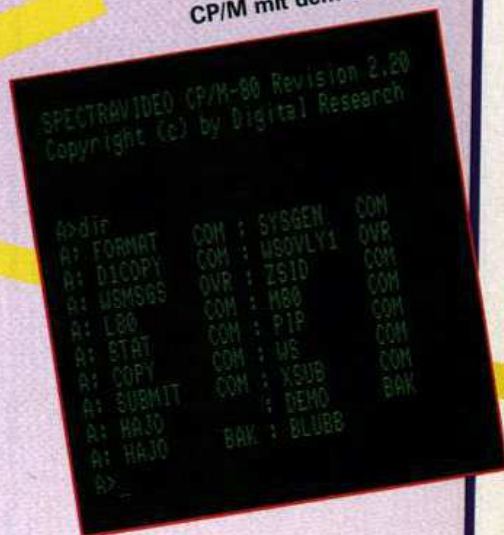 CP/M mit dem
SPECTRAVIDEO CP/M-80 Revision 2.20
Copyright (c) by Digital Research
A>dir
A: FORMAT COM : SYSGEN COM
A: D1COPY COM : WSOVLY1 OVR
A: WSMSGS OVR : ZSID COM
A: L80 COM : M80 COM
A: STAT COM : PIP COM
A: COPY COM : WS COM
A: SUBMIT COM : XSUB COM
A: HAJO : DEMO BAK
A: HAJO BAK : BLUBB
A>_